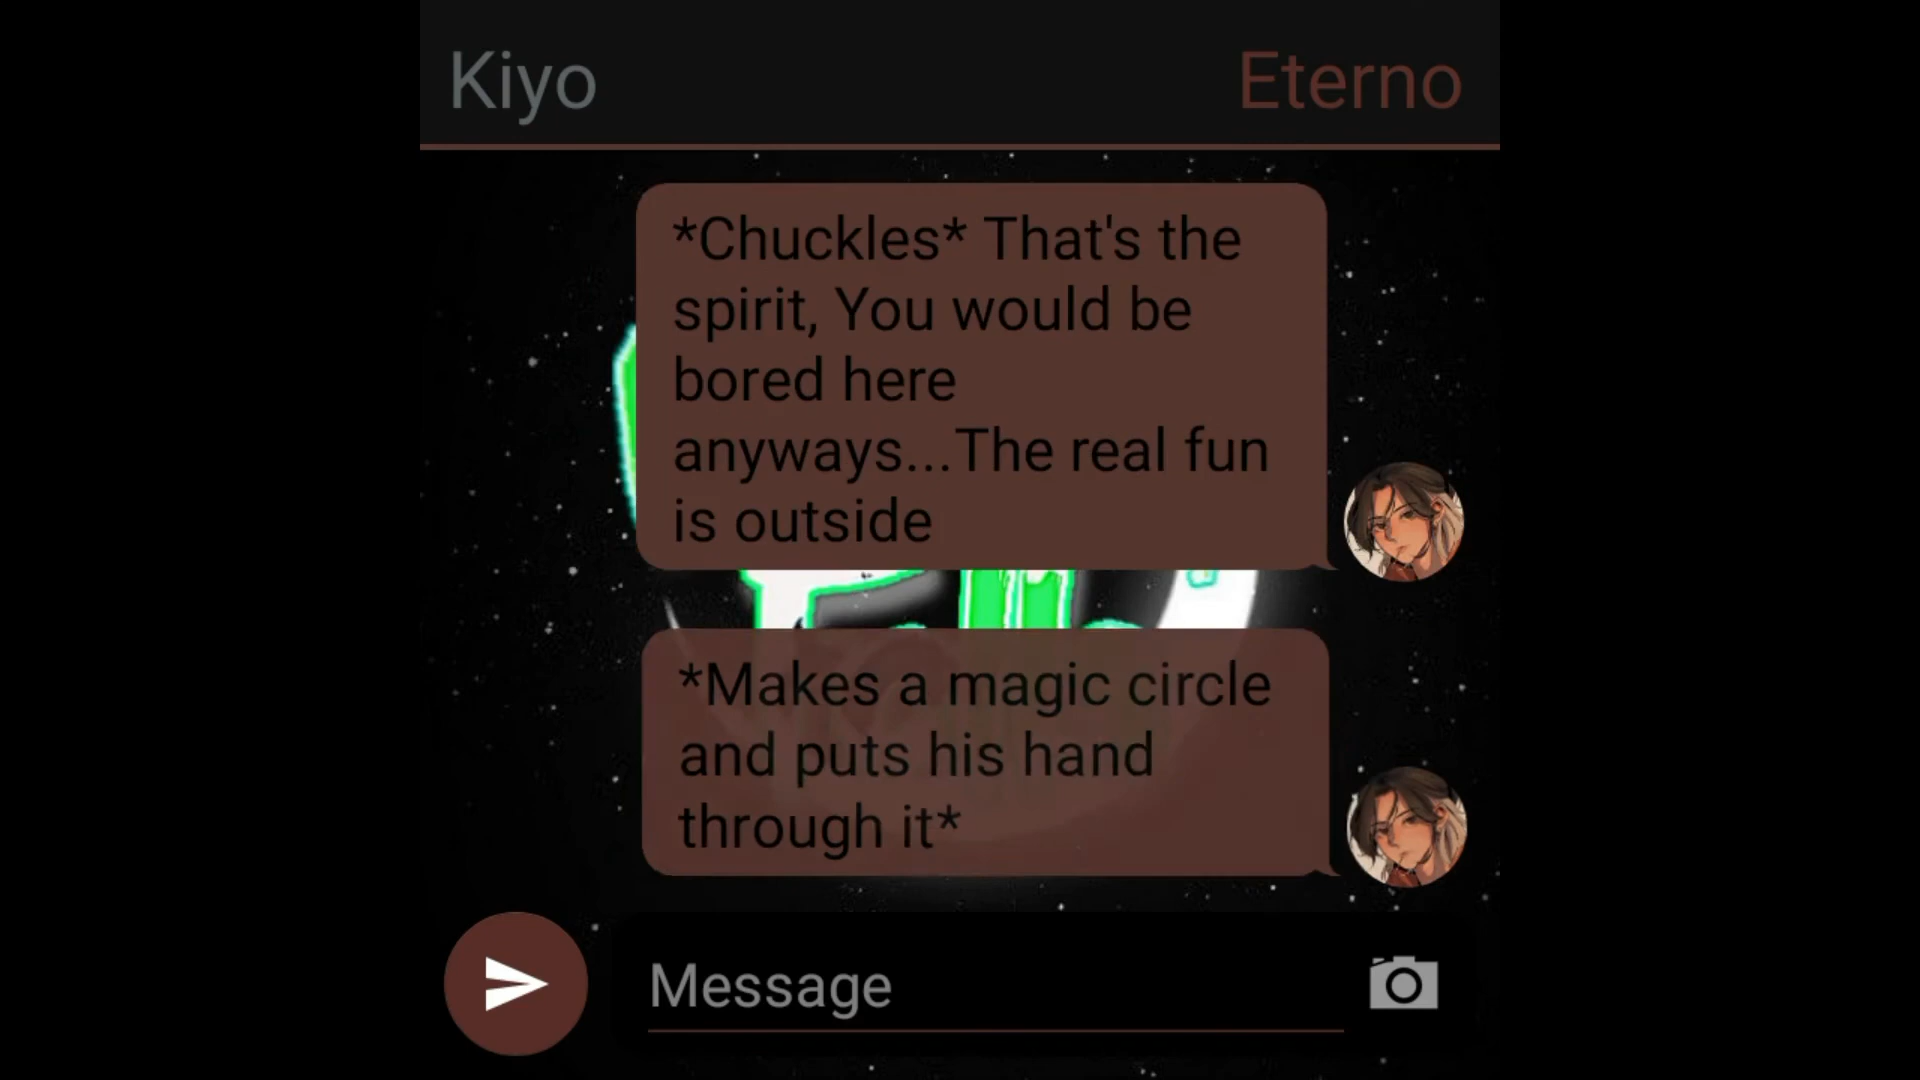 Kiyo
Eterno
*Chuckles* That's the
spirit, You would be
bored here
anyways...The real fun
is outside
*Makes a magic circle
and puts his hand
through it*
Message